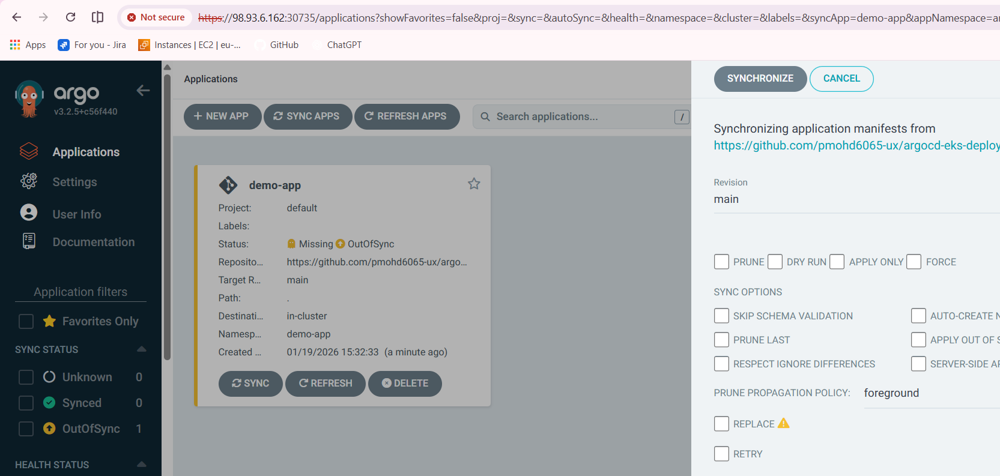 Not secure https://98.93.6.162:30735/applications?showFavorites=false&proj=&sync=&autoSync=&health=&namespace=&cluster=&labels=&syncApp=demo-app&appNamespace=ar
Apps For you - Jira Instances | EC2 | eu-... GitHub ChatGPT
argo
v3.2.5+c56f440
Applications
Settings
User Info
Documentation
Application filters
Favorites Only
SYNC STATUS
Unknown 0
Synced 0
OutOfSync 1
HEALTH STATUS
Applications
+ NEW APP SYNC APPS REFRESH APPS Search applications... /
demo-app
Project: default
Labels:
Status: Missing OutOfSync
Reposito... https://github.com/pmohd6065-ux/argo...
Target R... main
Path: .
Destinati... in-cluster
Namesp... demo-app
Created ... 01/19/2026 15:32:33 (a minute ago)
SYNC REFRESH DELETE
SYNCHRONIZE CANCEL
Synchronizing application manifests from
https://github.com/pmohd6065-ux/argocd-eks-deploy
Revision
main
PRUNE DRY RUN APPLY ONLY FORCE
SYNC OPTIONS
SKIP SCHEMA VALIDATION AUTO-CREATE N
PRUNE LAST APPLY OUT OF S
RESPECT IGNORE DIFFERENCES SERVER-SIDE AP
PRUNE PROPAGATION POLICY: foreground
REPLACE
RETRY